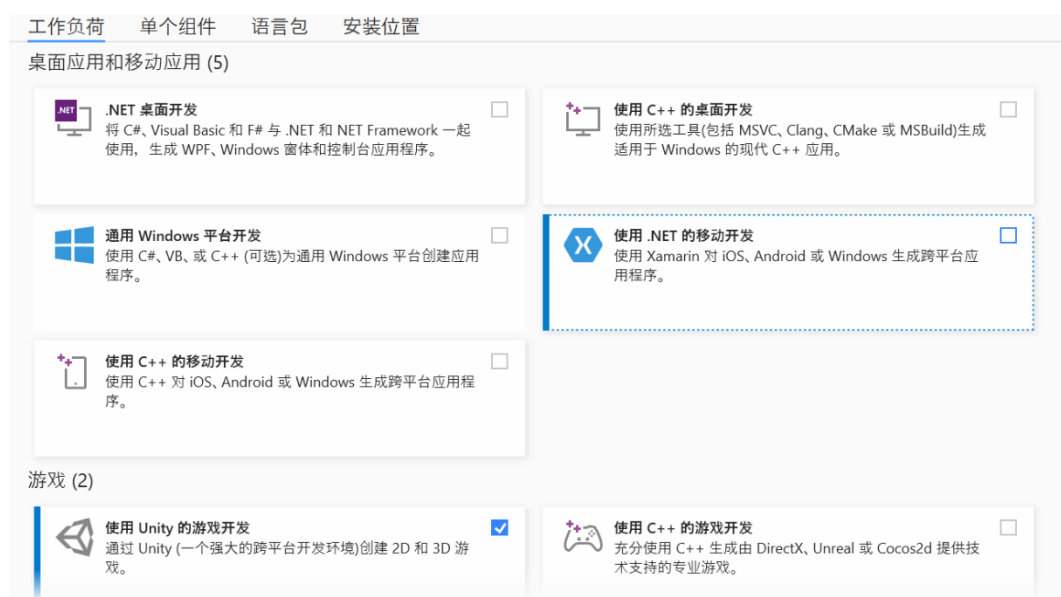 工作负荷 单个组件 语言包 安装位置
桌面应用和移动应用 (5)
.NET
.NET 桌面开发
将 C#、Visual Basic 和 F# 与 .NET 和 NET Framework 一起
使用，生成 WPF、Windows 窗体和控制台应用程序。
使用 C++ 的桌面开发
使用所选工具(包括 MSVC、Clang、CMake 或 MSBuild)生成
适用于 Windows 的现代 C++ 应用。
通用 Windows 平台开发
使用 C#、VB、或 C++ (可选)为通用 Windows 平台创建应用
程序。
使用 .NET 的移动开发
使用 Xamarin 对 iOS、Android 或 Windows 生成跨平台应
用程序。
使用 C++ 的移动开发
使用 C++ 对 iOS、Android 或 Windows 生成跨平台应用程
序。
游戏 (2)
使用 Unity 的游戏开发
通过 Unity (一个强大的跨平台开发环境)创建 2D 和 3D 游
戏。
使用 C++ 的游戏开发
充分使用 C++ 生成由 DirectX、Unreal 或 Cocos2d 提供技
术支持的专业游戏。